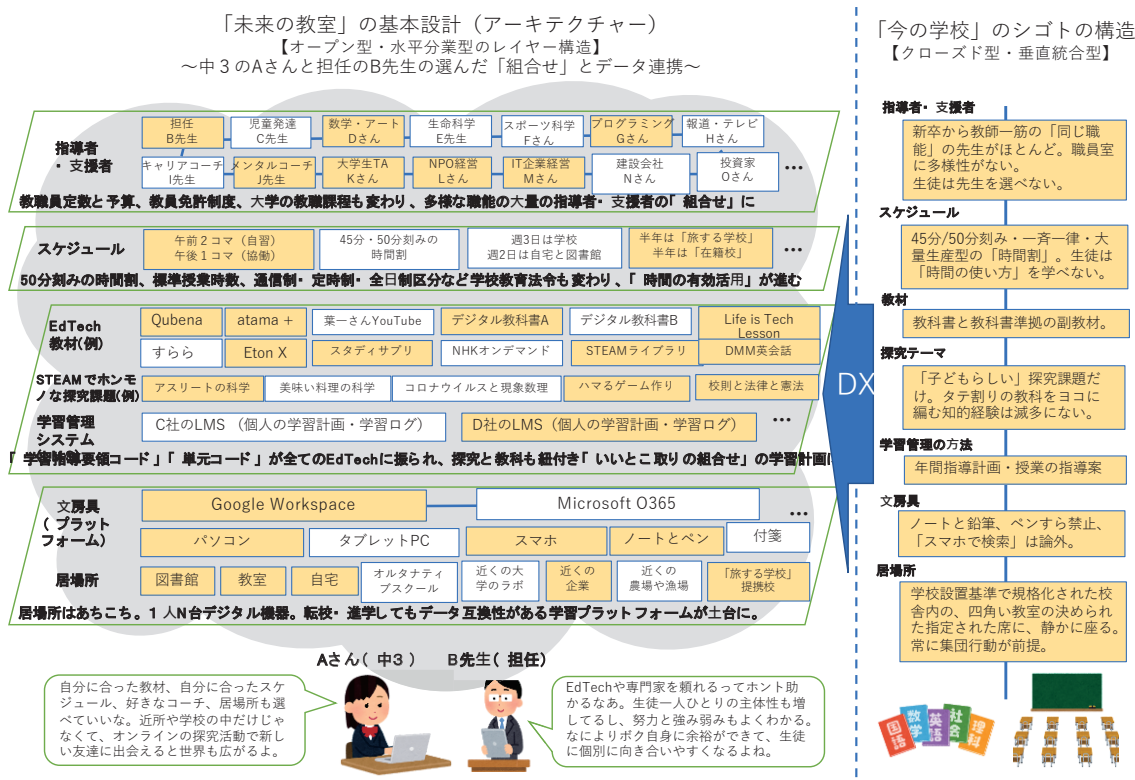 「未来の教室」の基本設計（アーキテクチャー）
【オープン型・水平分業型のレイヤー構造】
～中３のAさんと担任のB先生の選んだ「組合せ」とデータ連携～
指導者
・支援者
担任
B先生
児童発達
C先生
数学・アート
Dさん
生命科学
E先生
スポーツ科学
Fさん
プログラミング
Gさん
報道・テレビ
Hさん
キャリアコーチ
I先生
メンタルコーチ
J先生
大学生TA
Kさん
NPO経営
Lさん
IT企業経営
Mさん
建設会社
Nさん
投資家
Oさん
…
教職員定数と予算、教員免許制度、大学の教職課程も変わり、多様な職能の大量の指導者・支援者の「組合せ」に
スケジュール
午前２コマ（自習）
午後１コマ（協働）
45分・50分刻みの
時間割
週3日は学校
週2日は自宅と図書館
半年は「旅する学校」
半年は「在籍校」
…
50分刻みの時間割、標準授業時数、通信制・定時制・全日制区分など学校教育法令も変わり、「時間の有効活用」が進む
EdTech
教材(例)
Qubena
atama +
葉一さんYouTube
デジタル教科書A
デジタル教科書B
Life is Tech
Lesson
すらら
Eton X
スタディサプリ
NHKオンデマンド
STEAMライブラリ
DMM英会話
STEAMでホンモ
ノな探究課題(例)
アスリートの科学
美味い料理の科学
コロナウイルスと現象数理
ハマるゲーム作り
校則と法律と憲法
学習管理
システム
C社のLMS （個人の学習計画・学習ログ）
D社のLMS（個人の学習計画・学習ログ）
…
「学習指導要領コード」「単元コード」が全てのEdTechに振られ、探究と教科も紐付き「いいとこ取りの組合せ」の学習計画に
文房具
（プラット
フォーム）
Google Workspace
Microsoft O365
…
パソコン
タブレットPC
スマホ
ノートとペン
付箋
居場所
図書館
教室
自宅
オルタナティ
ブスクール
近くの大
学のラボ
近くの
企業
近くの
農場や漁場
「旅する学校」
提携校
居場所はあちこち。1人N台デジタル機器。転校・進学してもデータ互換性がある学習プラットフォームが土台に。
Aさん（中３）
B先生（担任）
自分に合った教材、自分に合ったスケ
ジュール、好きなコーチ、居場所も選
べていいな。近所や学校の中だけじゃ
なくて、オンラインの探究活動で新し
い友達に出会えると世界も広がるよ。
EdTechや専門家を頼れるってホント助
かるなあ。生徒一人ひとりの主体性も増
してるし、努力と強み弱みもよくわかる。
なによりボク自身に余裕ができて、生徒
に個別に向き合いやすくなるよね。
DX
「今の学校」のシゴトの構造
【クローズド型・垂直統合型】
指導者・支援者
新卒から教師一筋の「同じ職
能」の先生がほとんど。職員室
に多様性がない。
生徒は先生を選べない。
スケジュール
45分/50分刻み・一斉一律・大
量生産型の「時間割」。生徒は
「時間の使い方」を学べない。
教材
教科書と教科書準拠の副教材。
探究テーマ
「子どもらしい」探究課題だ
け。タテ割りの教科をヨコに
編む知的経験は滅多にない。
学習管理の方法
年間指導計画・授業の指導案
文房具
ノートと鉛筆、ペンすら禁止、
「スマホで検索」は論外。
居場所
学校設置基準で規格化された校
舎内の、四角い教室の決められ
た指定された席に、静かに座る。
常に集団行動が前提。
国語
数学
英語
社会
理科